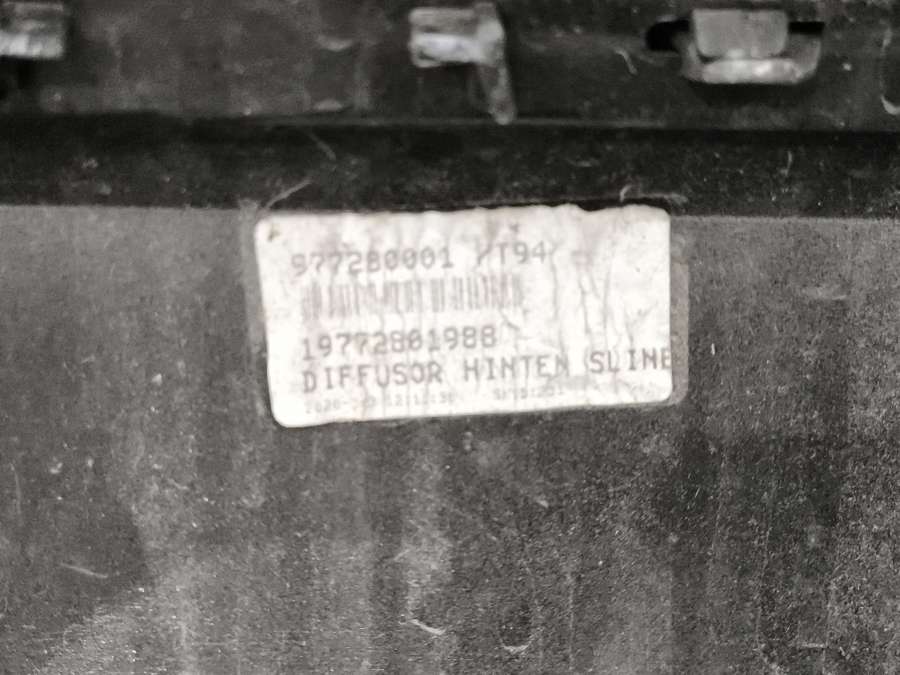 977280001 /T94
19772801988
DIFFUSOR HINTEN SLINE